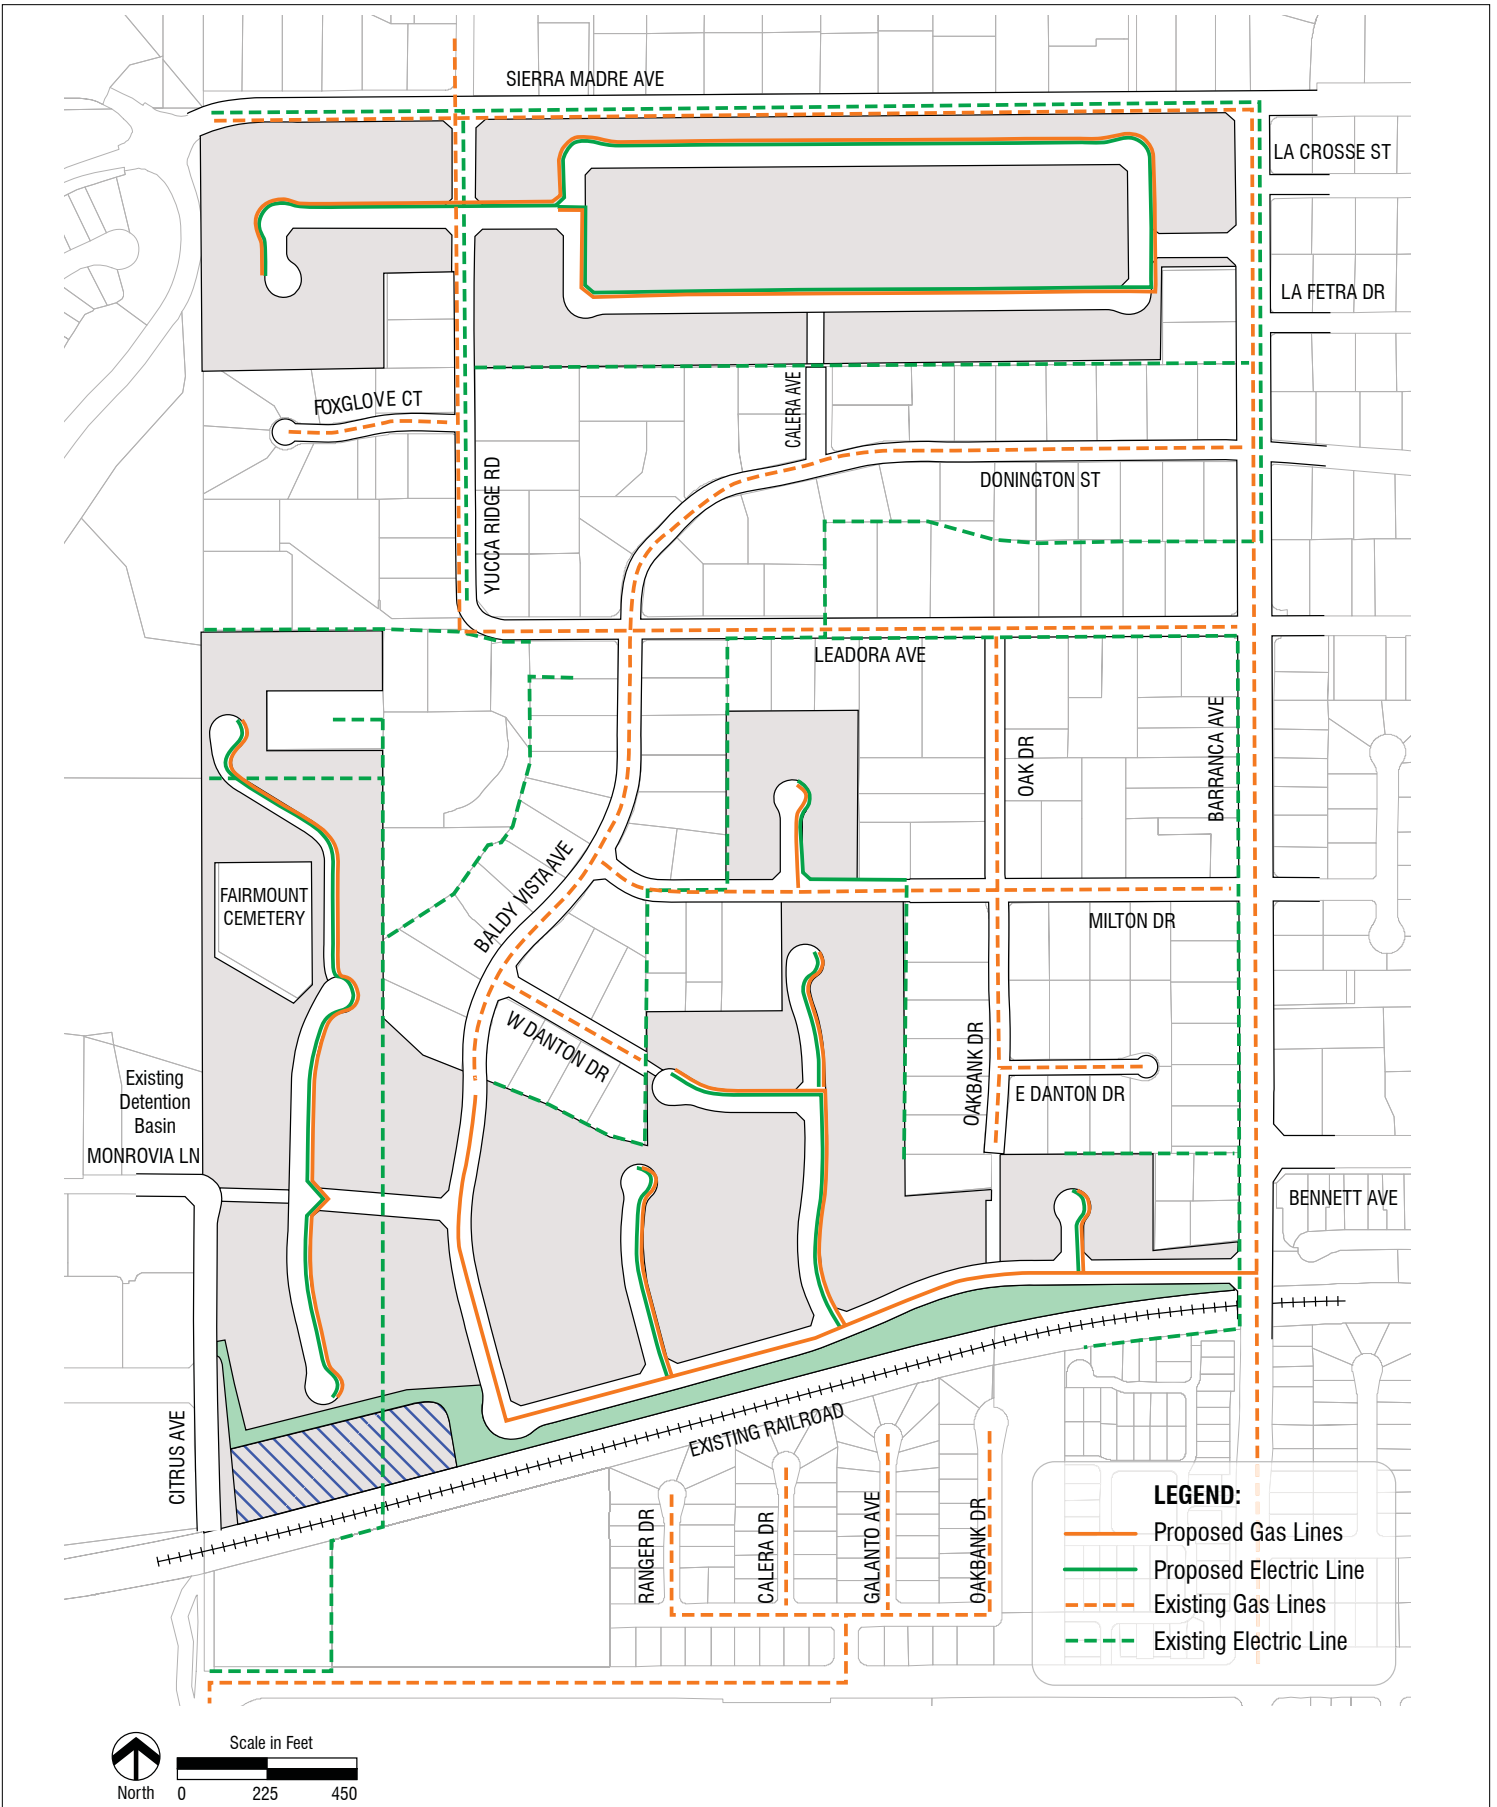 SIERRA MADRE AVE
LA CROSSE ST
LA FETRA DR
FOXGLOVE CT
CALERA AVE
YUCCA RIDGE RD
DONINGTON ST
LEADORA AVE
OAK DR
BARRANCA AVE
FAIRMOUNT
CEMETERY
BALDY VISTA AVE
MILTON DR
W DANTON DR
OAKBANK DR
E DANTON DR
Existing
Detention
Basin
MONROVIA LN
BENNETT AVE
CITRUS AVE
EXISTING RAILROAD
RANGER DR
CALERA DR
GALANTO AVE
OAKBANK DR
LEGEND:
Proposed Gas Lines
Proposed Electric Line
Existing Gas Lines
Existing Electric Line
Scale in Feet
North
0 225 450